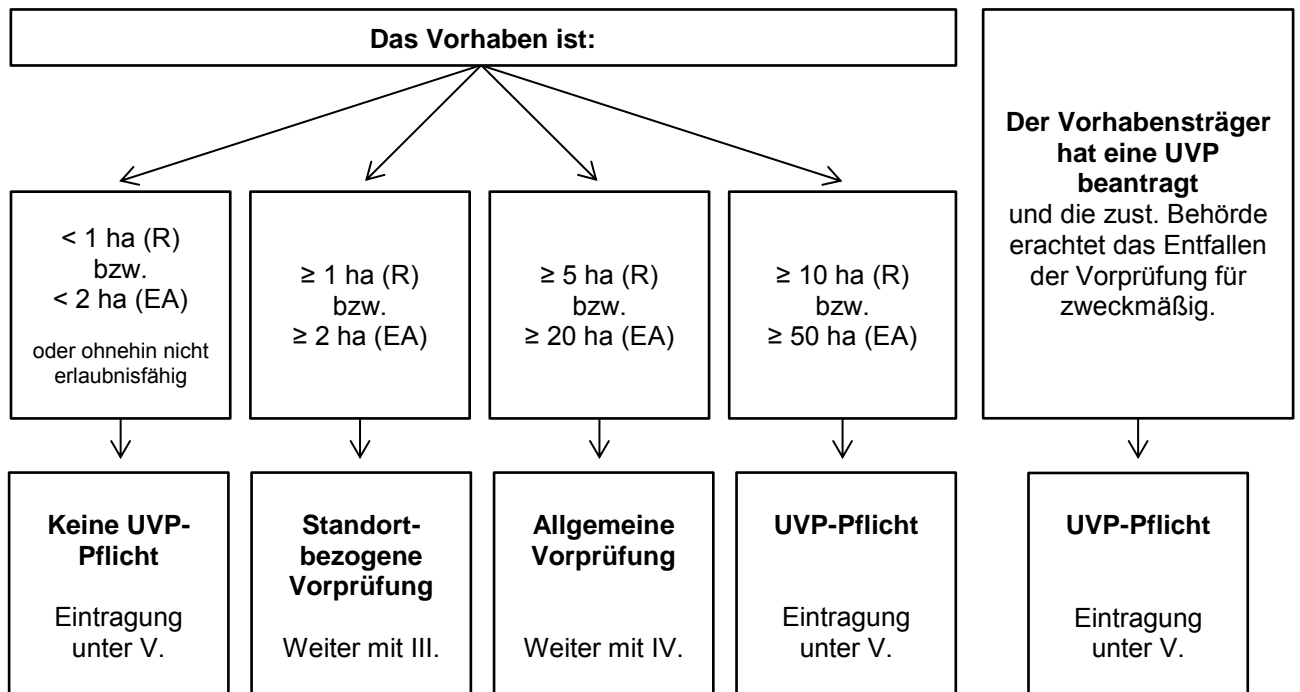 Das Vorhaben ist:
< 1 ha (R)
bzw.
< 2 ha (EA)
oder ohnehin nicht
erlaubnisfähig
≥ 1 ha (R)
bzw.
≥ 2 ha (EA)
≥ 5 ha (R)
bzw.
≥ 20 ha (EA)
≥ 10 ha (R)
bzw.
≥ 50 ha (EA)
Der Vorhabensträger
hat eine UVP
beantragt
und die zust. Behörde
erachtet das Entfallen
der Vorprüfung für
zweckmäßig.
Keine UVP-
Pflicht
Eintragung
unter V.
Standort-
bezogene
Vorprüfung
Weiter mit III.
Allgemeine
Vorprüfung
Weiter mit IV.
UVP-Pflicht
Eintragung
unter V.
UVP-Pflicht
Eintragung
unter V.